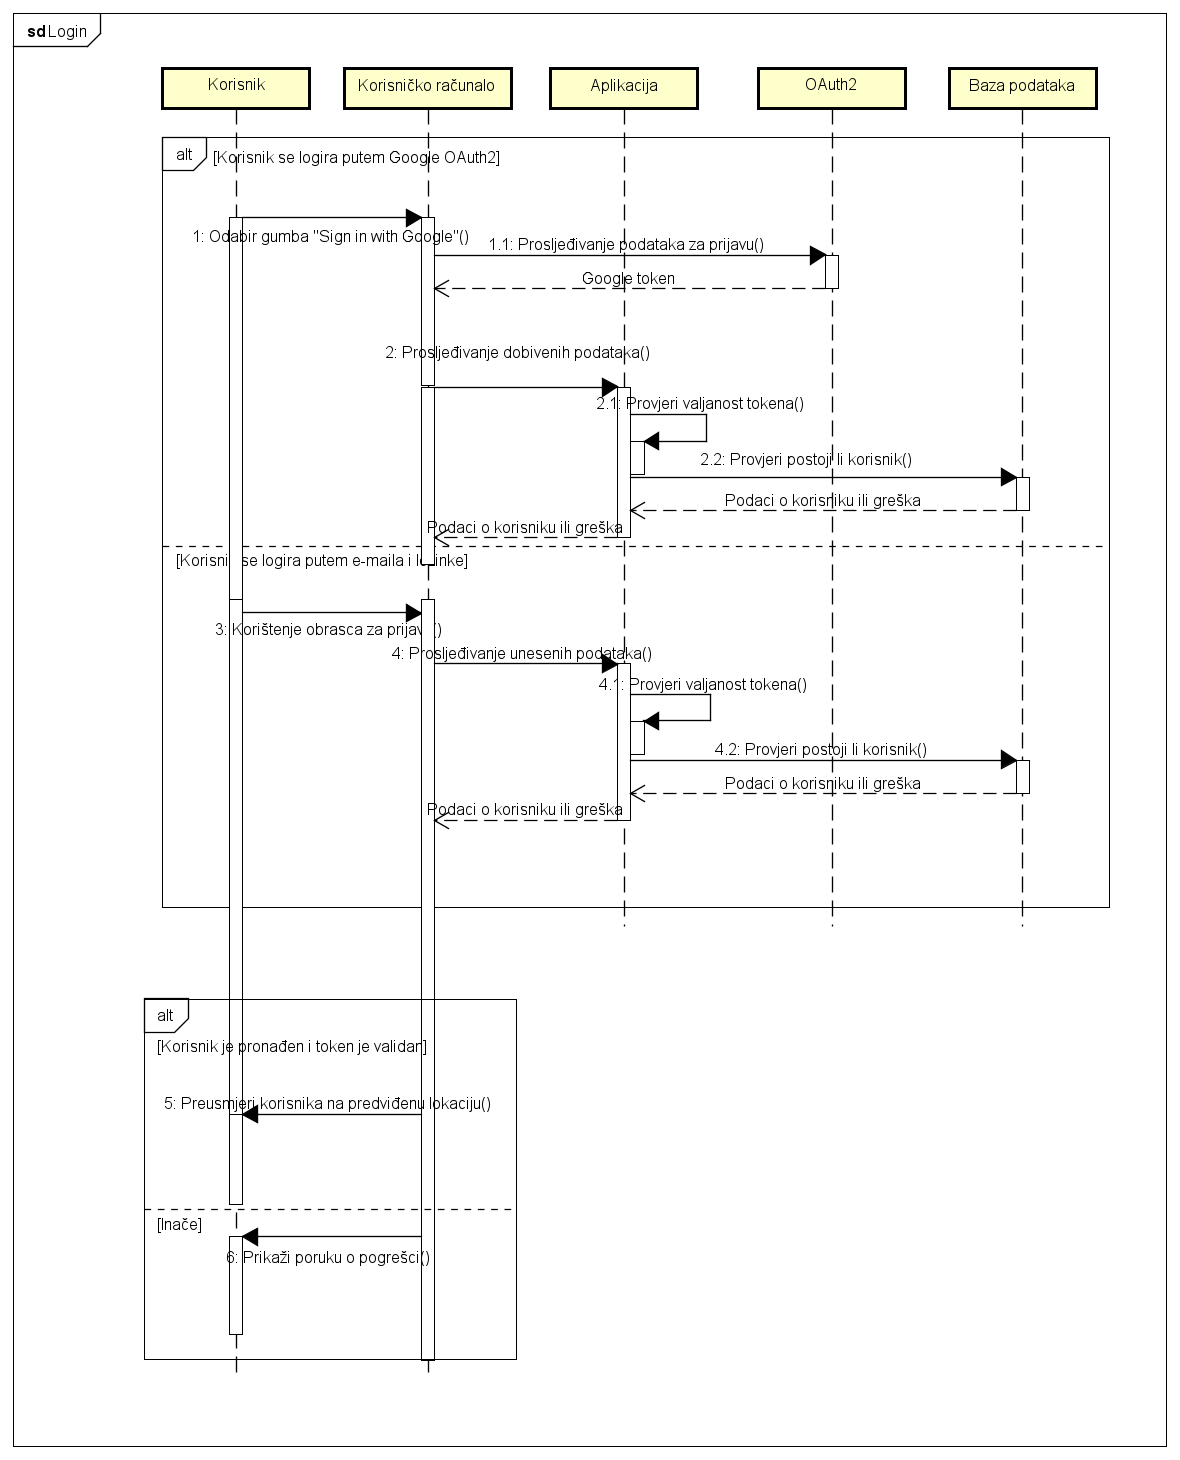 sd Login
Korisnik
Korisničko računalo
Aplikacija
OAuth2
Baza podataka
alt
[Korisnik se logira putem Google OAuth2]
1: Odabir gumba "Sign in with Google"()
1.1: Prosljeđivanje podataka za prijavu()
Google token
2: Prosljeđivanje dobivenih podataka()
2.1: Provjeri valjanost tokena()
2.2: Provjeri postoji li korisnik()
Podaci o korisniku ili greška
Podaci o korisniku ili greška
[Korisnik se logira putem e-maila i lozinke]
3: Korištenje obrasca za prijavu()
4: Prosljeđivanje unesenih podataka()
4.1: Provjeri valjanost tokena()
4.2: Provjeri postoji li korisnik()
Podaci o korisniku ili greška
Podaci o korisniku ili greška
alt
[Korisnik je pronađen i token je validan]
5: Preusmjeri korisnika na predviđenu lokaciju()
[Inače]
6: Prikaži poruku o pogrešci()